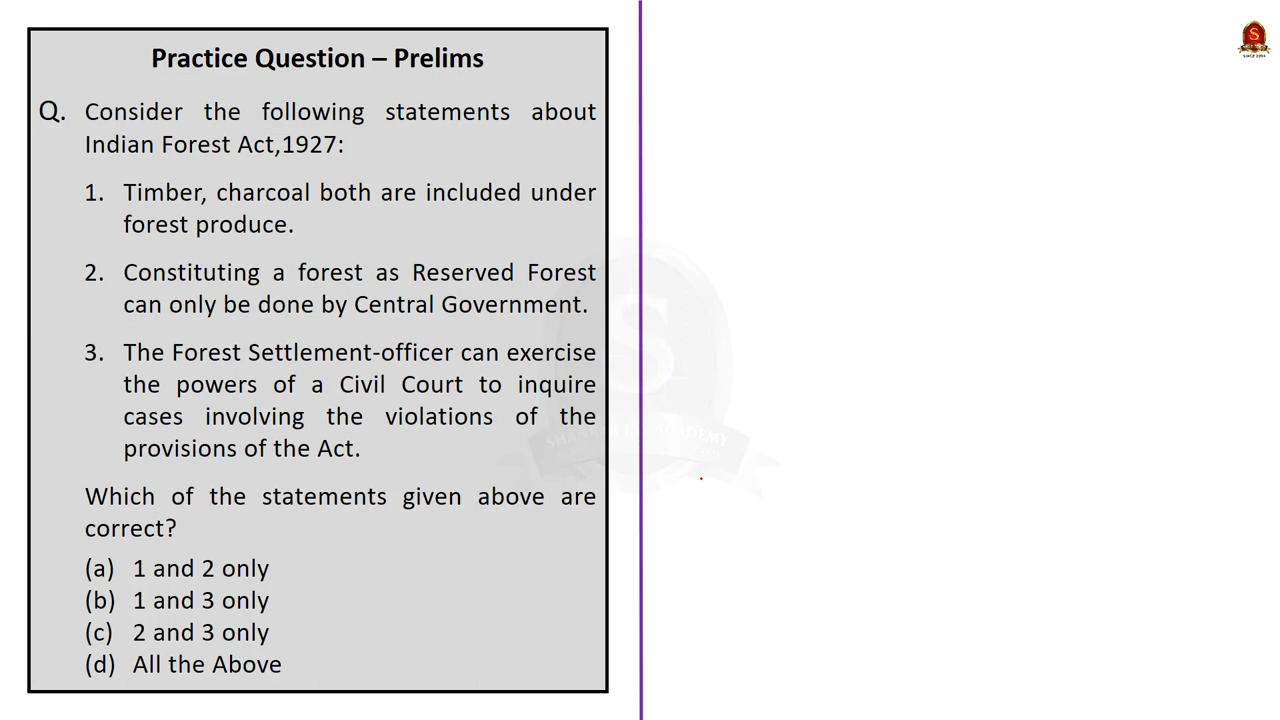 Practice Question – Prelims
Q. Consider the following statements about
Indian Forest Act,1927:
1. Timber, charcoal both are included under
forest produce.
2. Constituting a forest as Reserved Forest
can only be done by Central Government.
3. The Forest Settlement-officer can exercise
the powers of a Civil Court to inquire
cases involving the violations of the
provisions of the Act.
Which of the statements given above are
correct?
(a) 1 and 2 only
(b) 1 and 3 only
(c) 2 and 3 only
(d) All the Above
S
SINCE 2004
S